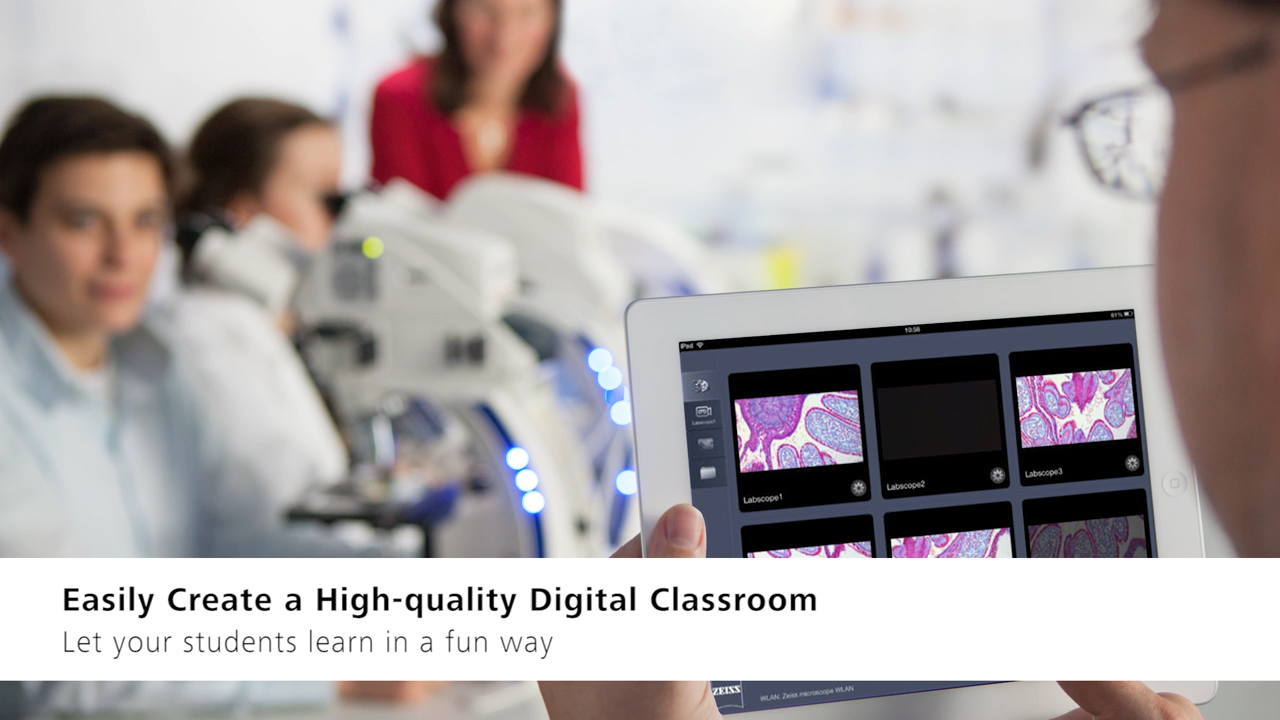 iPad
10:56
61%
Labscope1
Labscope1
Labscope2
Labscope3
Easily Create a High-quality Digital Classroom
Let your students learn in a fun way
ZEISS
WLAN: Zeiss microscope WLAN